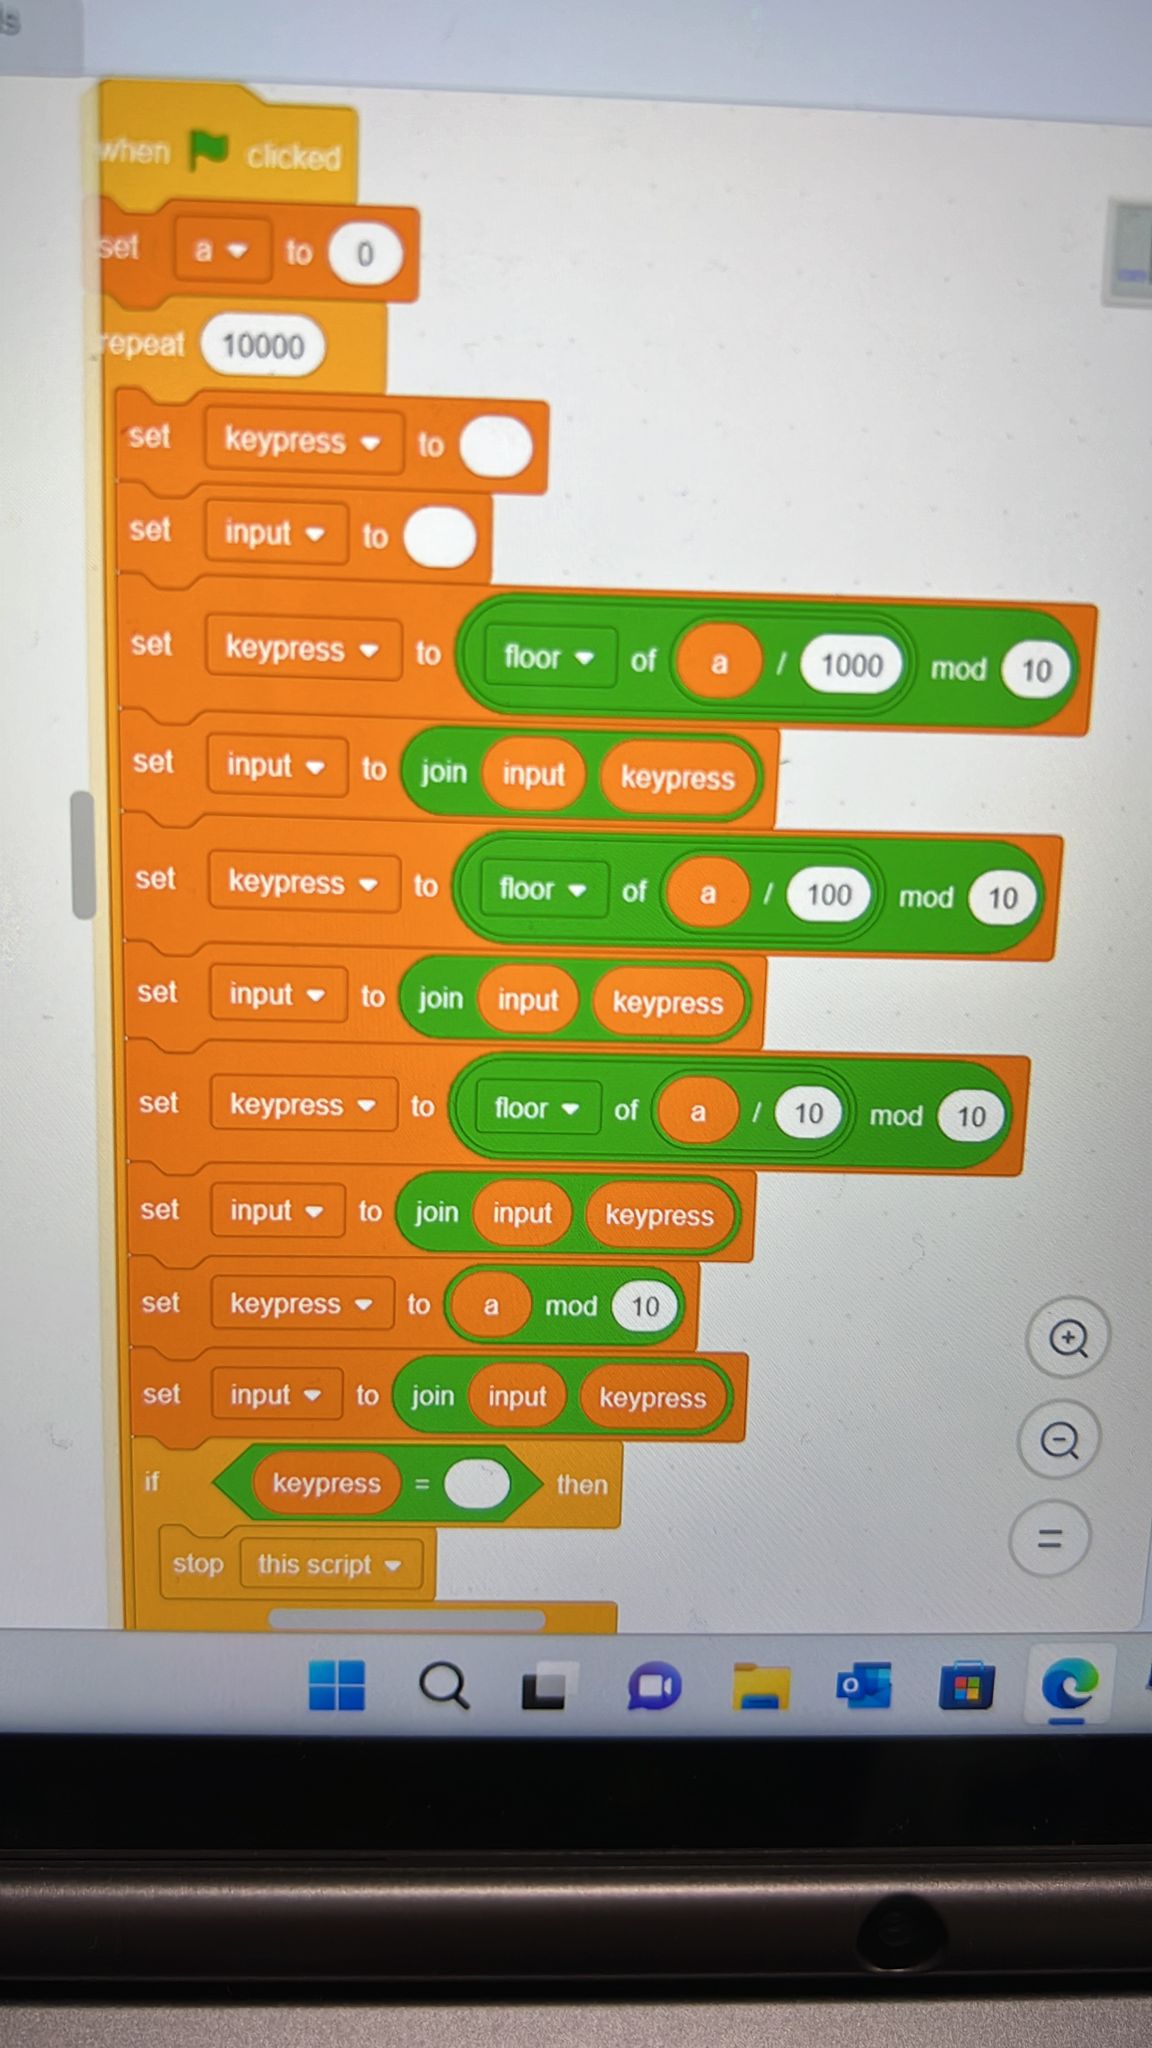 when clicked
set a to 0
repeat 10000
set keypress to
set input to
set keypress to floor of a / 1000 mod 10
set input to join input keypress
set keypress to floor of a / 100 mod 10
set input to join input keypress
set keypress to floor of a / 10 mod 10
set input to join input keypress
set keypress to a mod 10
set input to join input keypress
if keypress = then
stop this script